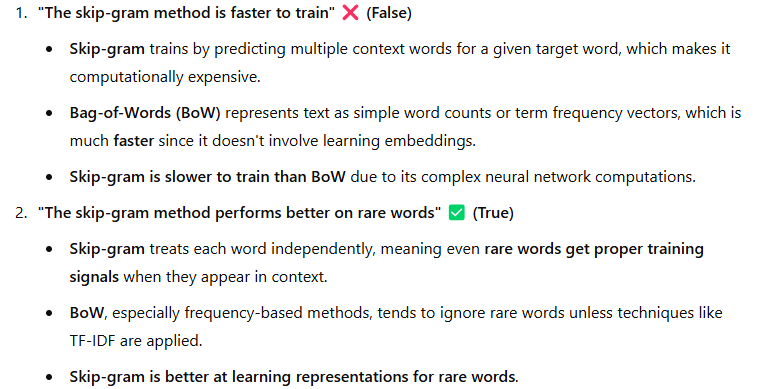 1. "The skip-gram method is faster to train" ❌ (False)
• Skip-gram trains by predicting multiple context words for a given target word, which makes it
computationally expensive.
• Bag-of-Words (BoW) represents text as simple word counts or term frequency vectors, which is
much faster since it doesn't involve learning embeddings.
• Skip-gram is slower to train than BoW due to its complex neural network computations.
2. "The skip-gram method performs better on rare words" ✅ (True)
• Skip-gram treats each word independently, meaning even rare words get proper training
signals when they appear in context.
• BoW, especially frequency-based methods, tends to ignore rare words unless techniques like
TF-IDF are applied.
• Skip-gram is better at learning representations for rare words.